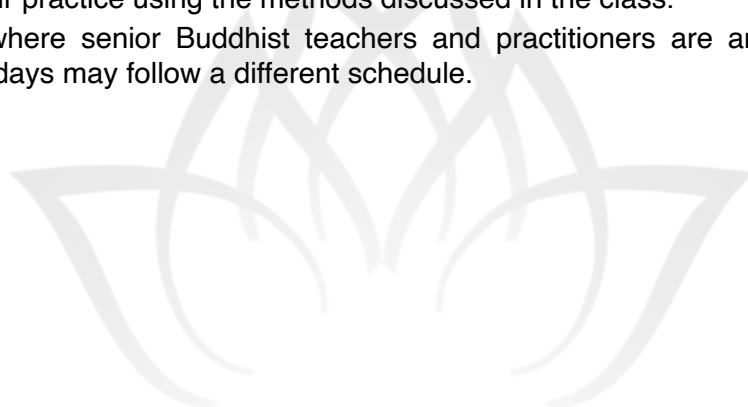 practice using the methods discussed in the class.
where senior Buddhist teachers and practitioners are
days may follow a different schedule.